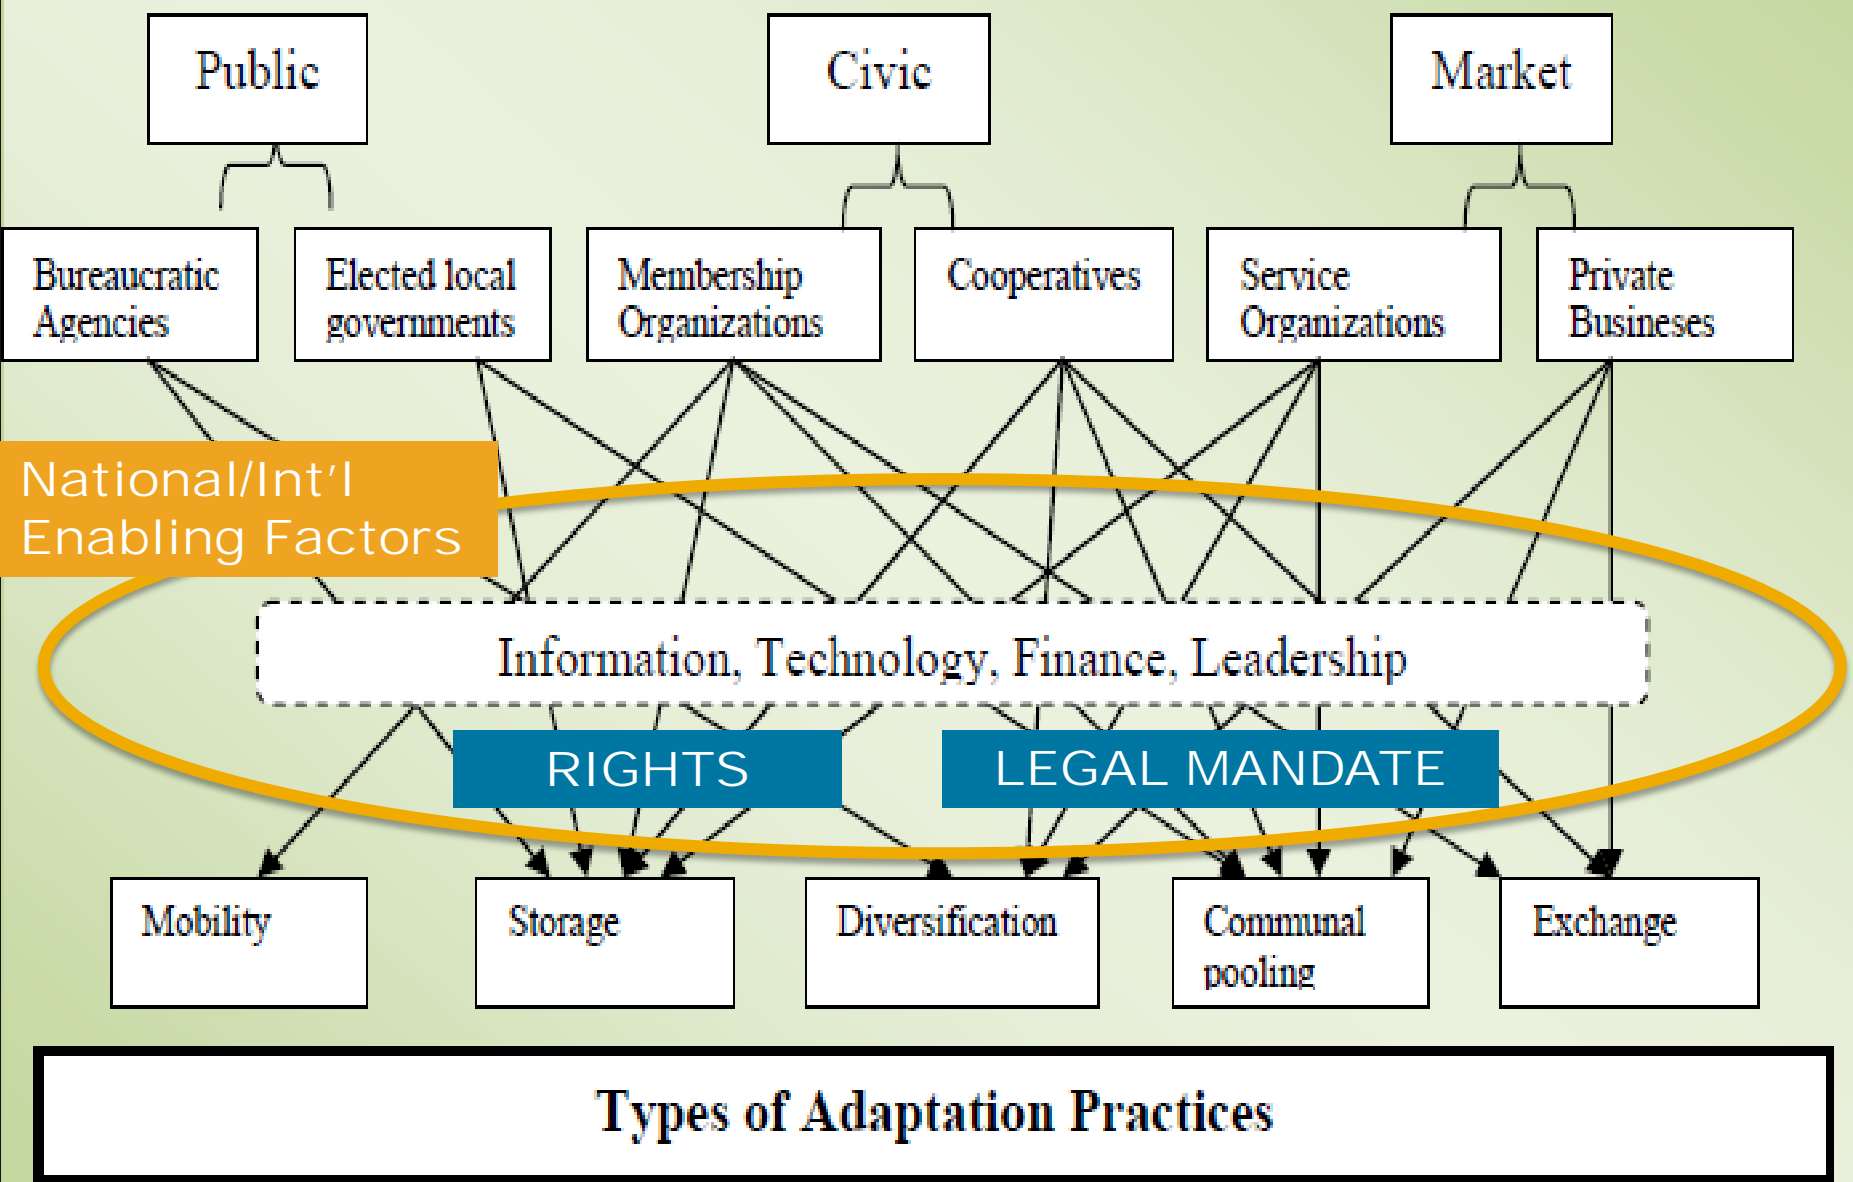 Public
Civic
Market
Bureaucratic
Agencies
Elected local
governments
Membership
Organizations
Cooperatives
Service
Organizations
Private
Busineses
National/Int'l
Enabling Factors
Information, Technology, Finance, Leadership
RIGHTS
LEGAL MANDATE
Mobility
Storage
Diversification
Communal
pooling
Exchange
Types of Adaptation Practices